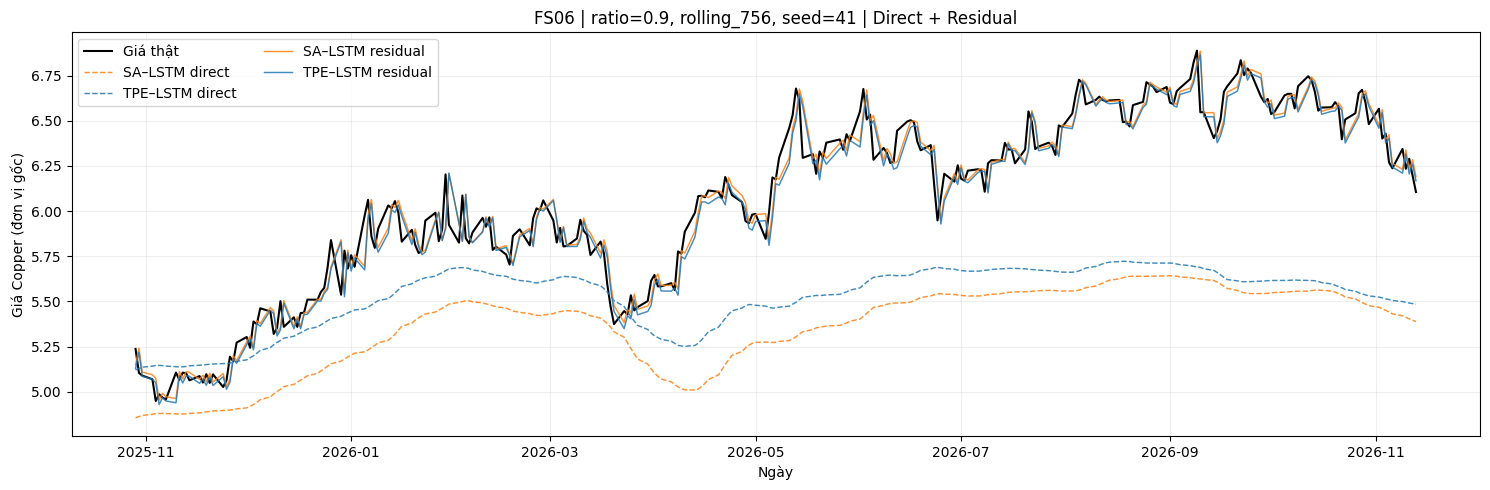 FS06 | ratio=0.9, rolling_756, seed=41 | Direct + Residual
Giá thật
SA–LSTM direct
TPE–LSTM direct
SA–LSTM residual
TPE–LSTM residual
Giá Copper (đơn vị gốc)
6.75
6.50
6.25
6.00
5.75
5.50
5.25
5.00
2025-11
2026-01
2026-03
2026-05
2026-07
2026-09
2026-11
Ngày